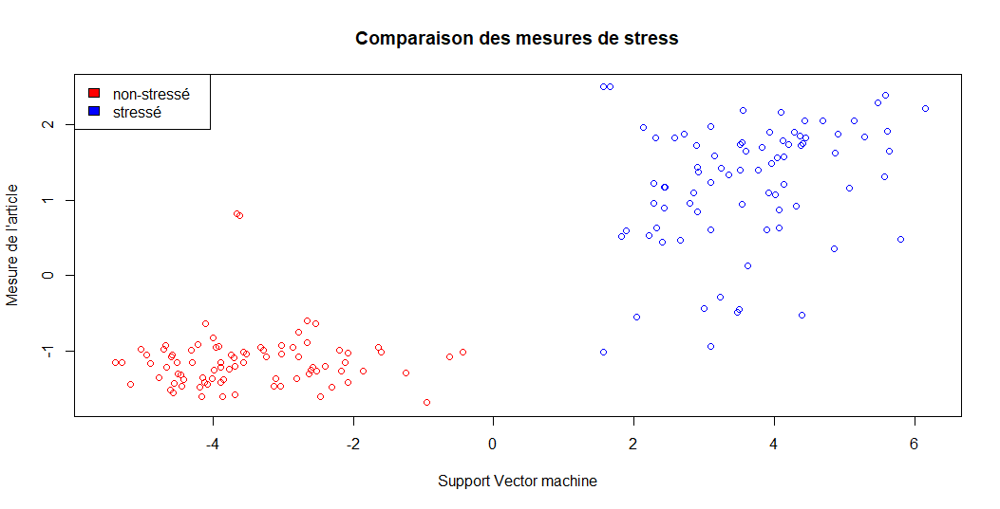 Comparaison des mesures de stress
non-stressé
stressé
Mesure de l'article
2
1
0
-1
-4
-2
0
2
4
6
Support Vector machine